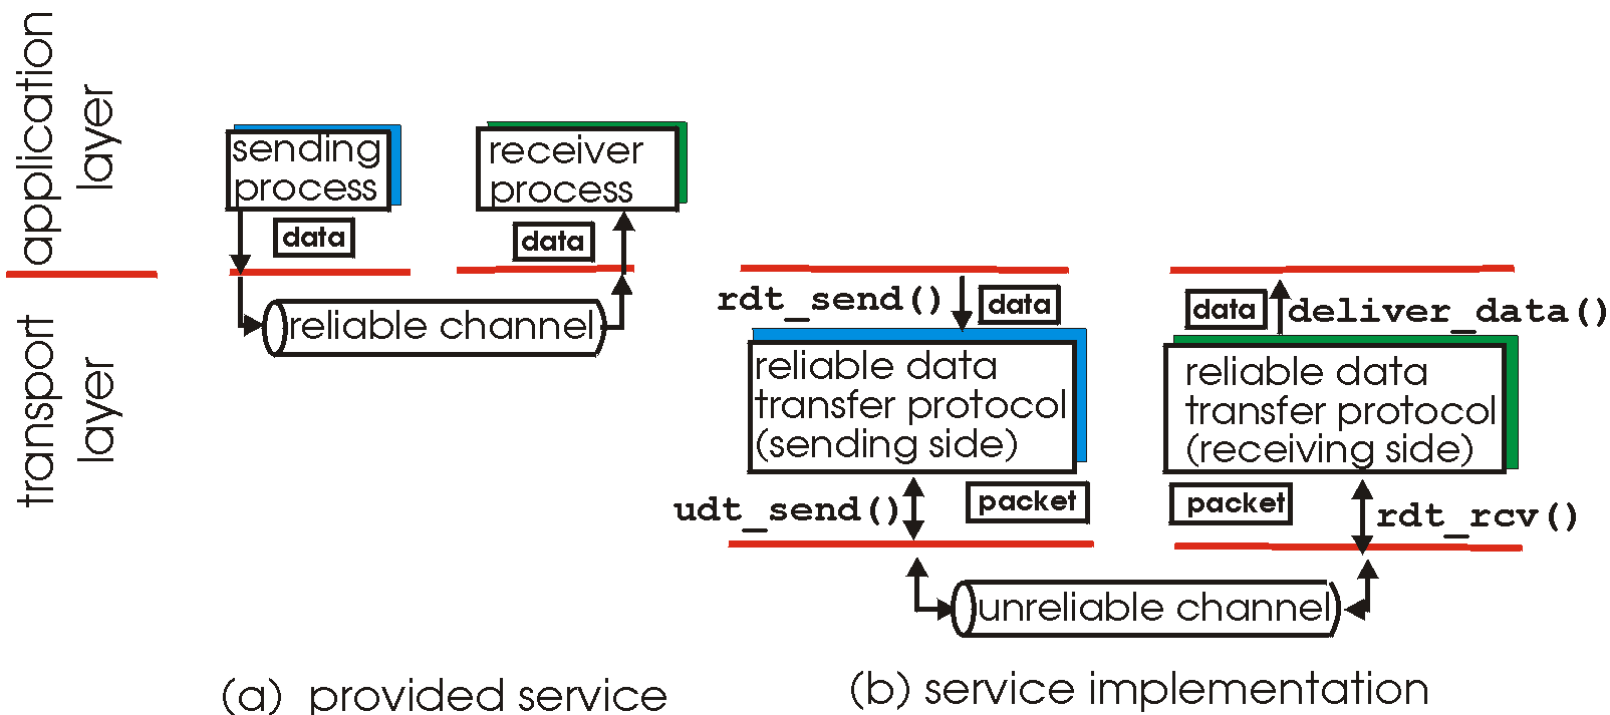 application
layer
transport
layer
sending
process
data
receiver
process
data
reliable channel
(a) provided service
rdt_send()
data
reliable data
transfer protocol
(sending side)
udt_send()
packet
data
deliver_data()
reliable data
transfer protocol
(receiving side)
packet
rdt_rcv()
unreliable channel
(b) service implementation